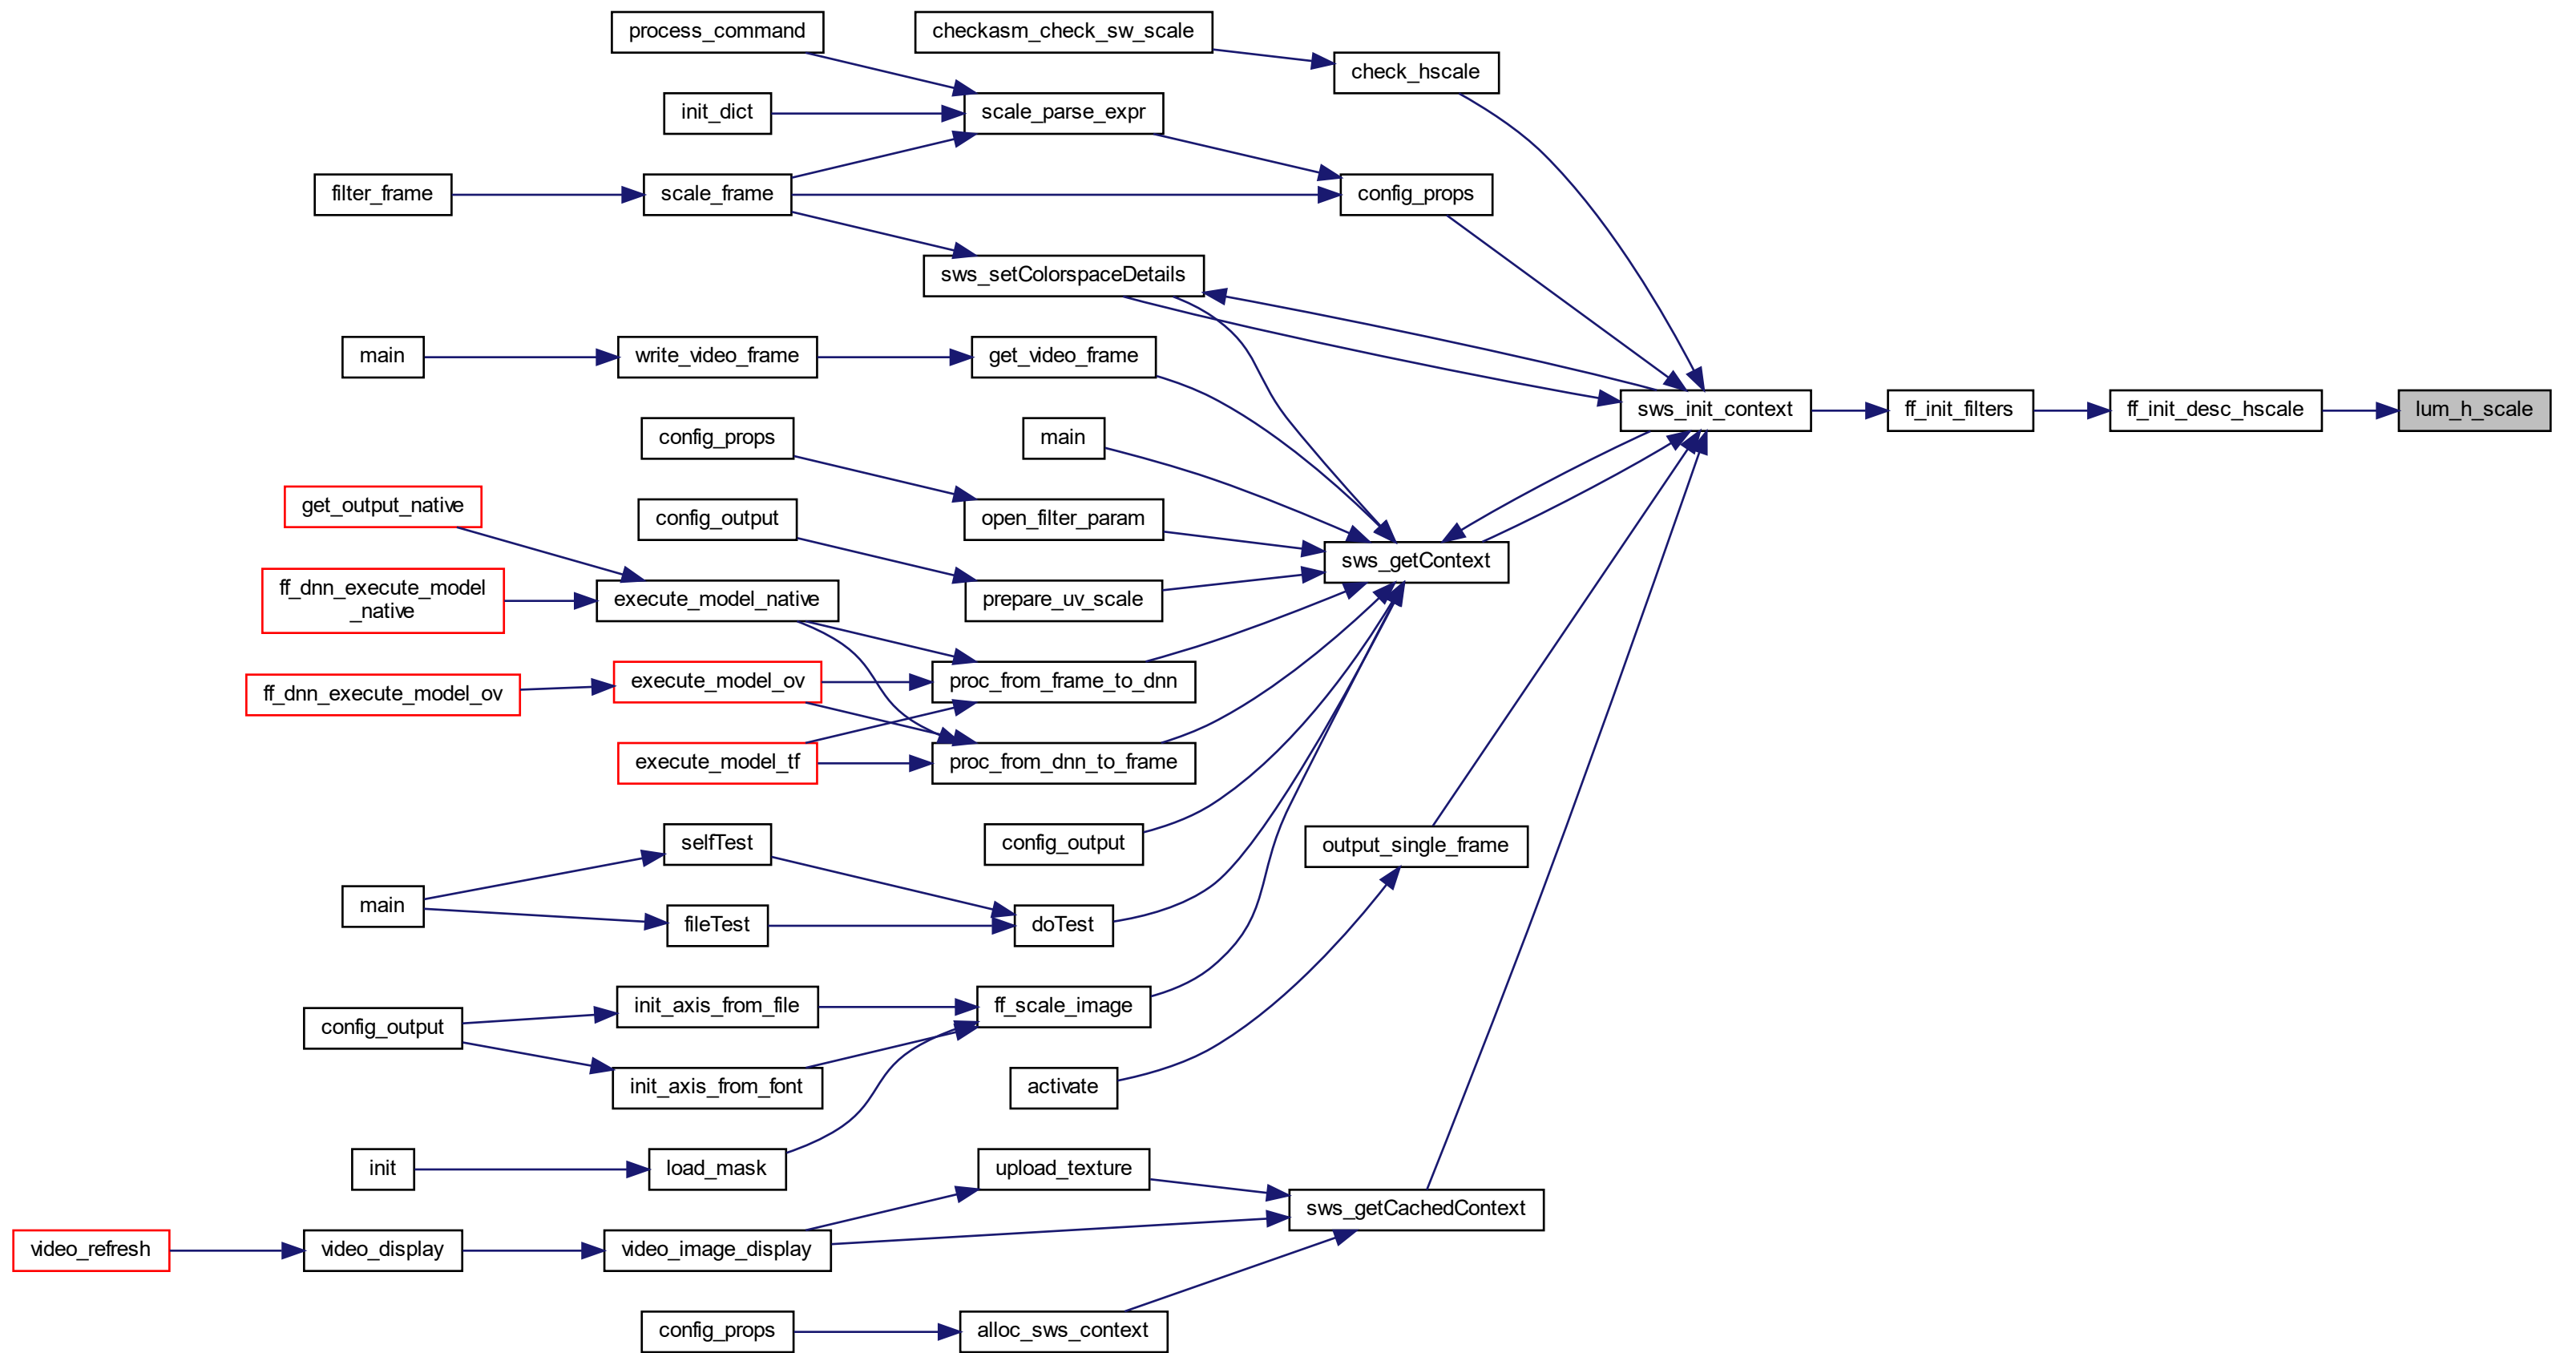 process_command
checkasm_check_sw_scale
check_hscale
init_dict
scale_parse_expr
filter_frame
scale_frame
config_props
sws_setColorspaceDetails
main
write_video_frame
get_video_frame
sws_init_context
ff_init_filters
ff_init_desc_hscale
lum_h_scale
config_props
main
get_output_native
config_output
open_filter_param
sws_getContext
ff_dnn_execute_model
_native
execute_model_native
prepare_uv_scale
ff_dnn_execute_model_ov
execute_model_ov
proc_from_frame_to_dnn
execute_model_tf
proc_from_dnn_to_frame
selfTest
config_output
output_single_frame
main
fileTest
doTest
config_output
init_axis_from_file
ff_scale_image
init_axis_from_font
activate
init
load_mask
upload_texture
sws_getCachedContext
video_refresh
video_display
video_image_display
config_props
alloc_sws_context